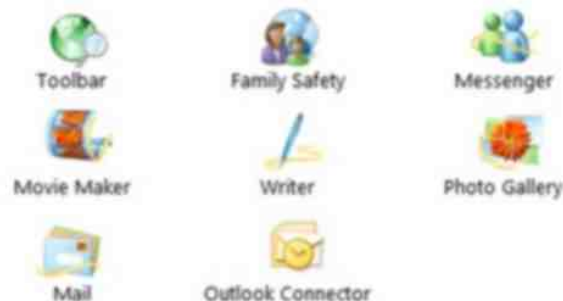 Toolbar
Family Safety
Messenger
Movie Maker
Writer
Photo Gallery
Mail
Outlook Connector